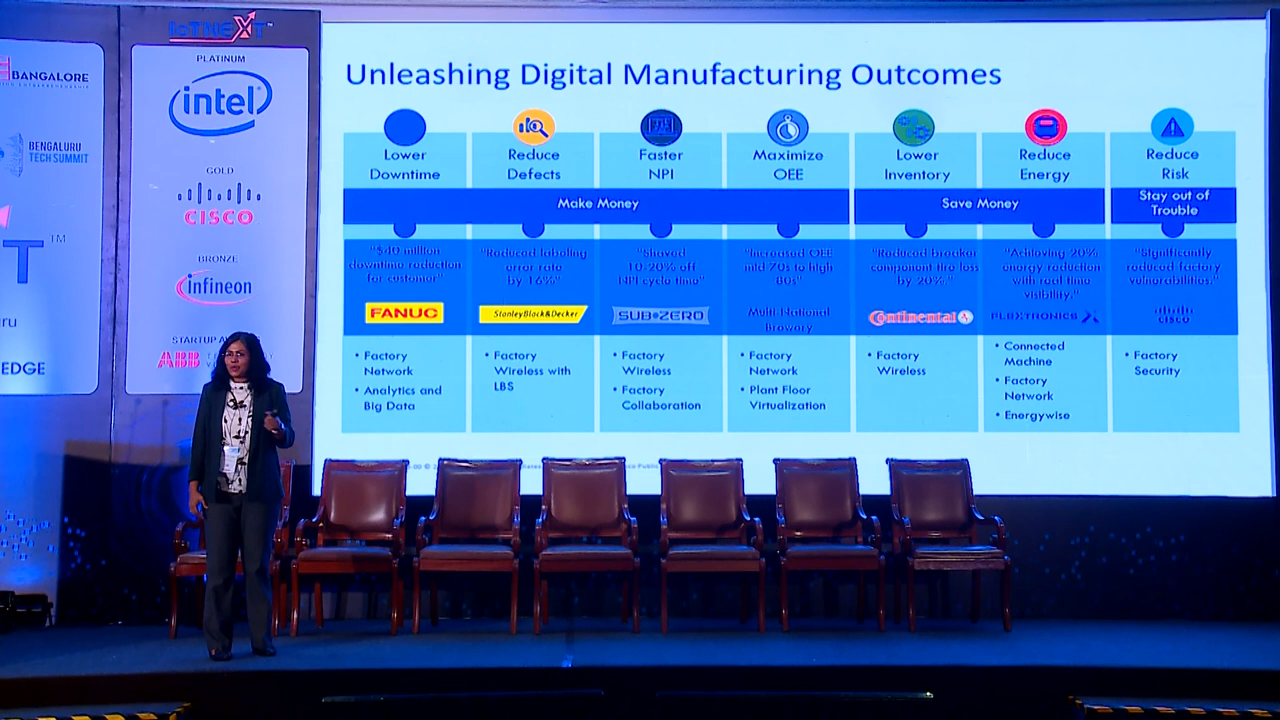 BANGALORE
BENGALURU
TECH SUMMIT
T™
EDGE
IoTNEXT™
PLATINUM
intel
GOLD
CISCO
BRONZE
infineon
ABB
Unleashing Digital Manufacturing Outcomes
Lower
Downtime
Reduce
Defects
Faster
NPI
Maximize
OEE
Lower
Inventory
Reduce
Energy
Reduce
Risk
Make Money
Save Money
Stay out of
Trouble
"$40 million
downtime reduction
for customer"
FANUC
• Factory
Network
• Analytics and
Big Data
"Reduced labeling
error rate
by 16%"
StanleyBlack&Decker
• Factory
Wireless with
LBS
"Shaved
10-20% off
NPI cycle time"
SUB•ZERO
• Factory
Wireless
• Factory
Collaboration
"Increased OEE
mid 70s to high
80s"
Multi-National
Brewery
• Factory
Network
• Plant Floor
Virtualization
"Reduced breaker
component tire loss
by 20%."
Continental
• Factory
Wireless
"Achieving 20%
energy reduction
with real time
visibility."
FLEXTRONICS
• Connected
Machine
• Factory
Network
• Energywise
"Significantly
reduced factory
vulnerabilities."
CISCO
• Factory
Security